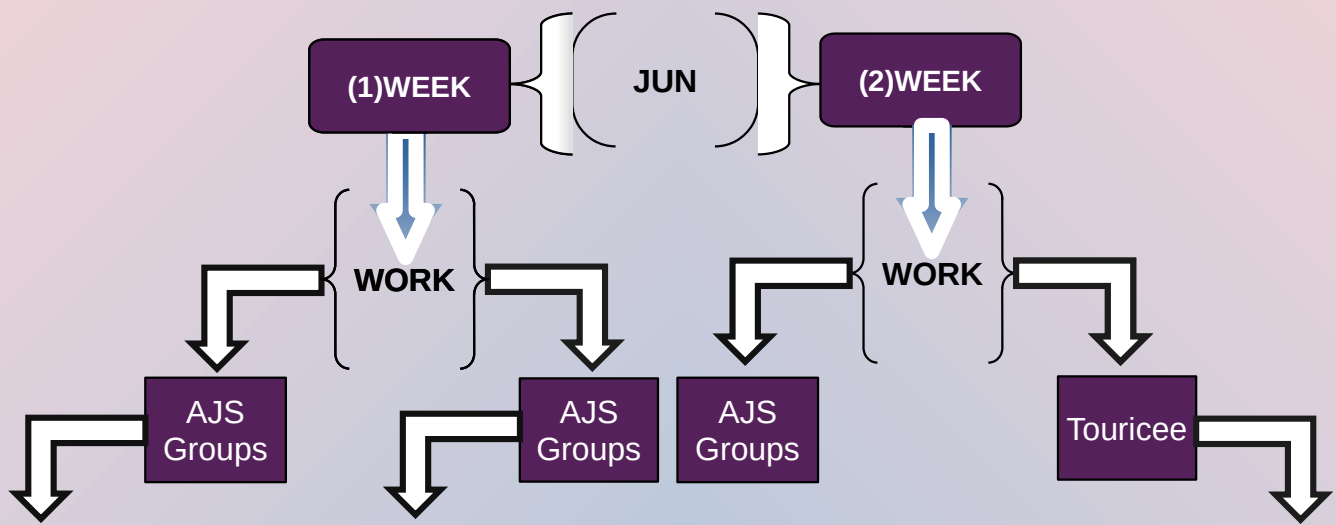 (1)WEEK
JUN
(2)WEEK
WORK
WORK
AJS
Groups
AJS
Groups
AJS
Groups
Touricee